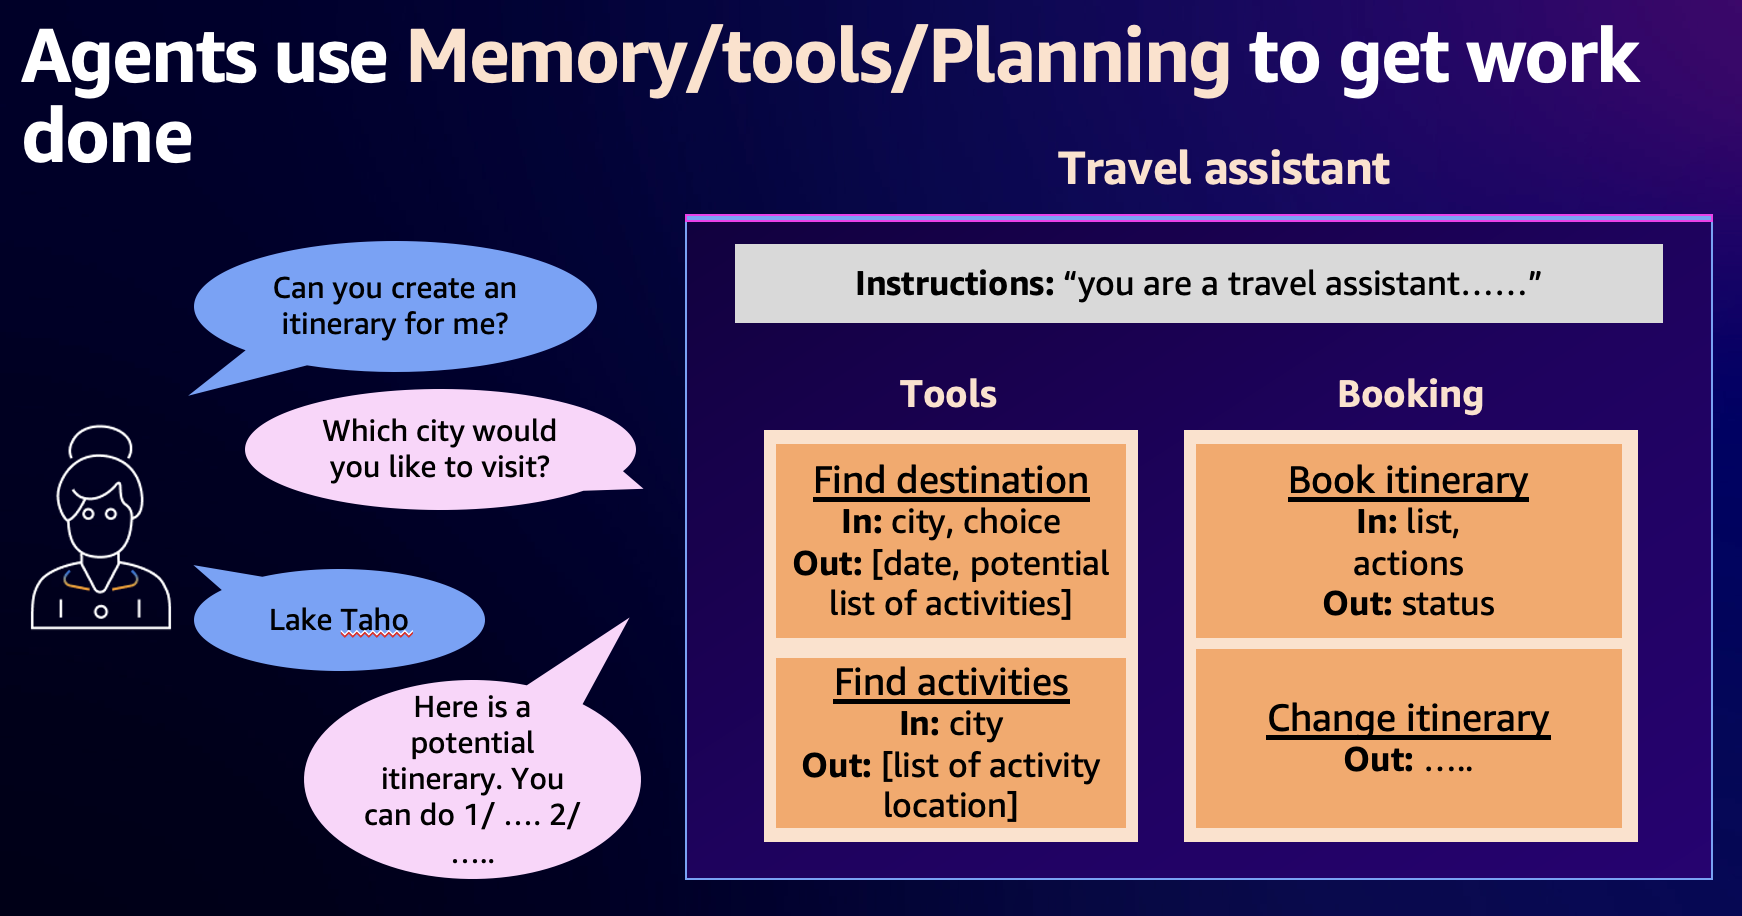 Agents use Memory/tools/Planning to get work
done
Travel assistant
Can you create an
itinerary for me?
Which city would
you like to visit?
Lake Taho
Here is a
potential
itinerary. You
can do 1/ .... 2/
.....
Instructions: “you are a travel assistant......”
Tools
Find destination
In: city, choice
Out: [date, potential
list of activities]
Find activities
In: city
Out: [list of activity
location]
Booking
Book itinerary
In: list,
actions
Out: status
Change itinerary
Out: .....